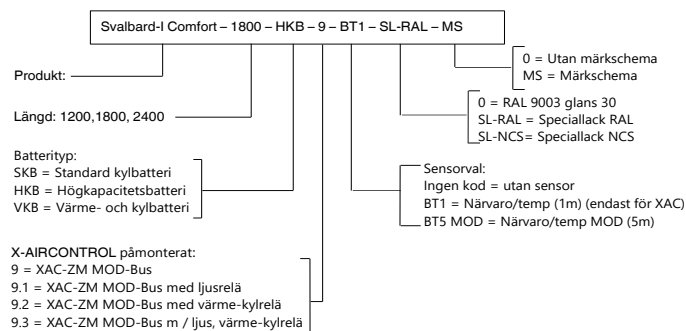 Svalbard-I Comfort – 1800 – HKB – 9 – BT1 – SL-RAL – MS
0 = Utan märkschema
MS = Märkschema
Produkt:
0 = RAL 9003 glans 30
SL-RAL = Speciallack RAL
SL-NCS= Speciallack NCS
Längd: 1200,1800, 2400
Batterityp:
SKB = Standard kylbatteri
HKB = Högkapacitetsbatteri
VKB = Värme- och kylbatteri
Sensorval:
Ingen kod = utan sensor
BT1 = Närvaro/temp (1m) (endast för XAC)
BT5 MOD = Närvaro/temp MOD (5m)
X-AIRCONTROL påmonterat:
9 = XAC-ZM MOD-Bus
9.1 = XAC-ZM MOD-Bus med ljusrelä
9.2 = XAC-ZM MOD-Bus med värme-kylrelä
9.3 = XAC-ZM MOD-Bus m / ljus, värme-kylrelä